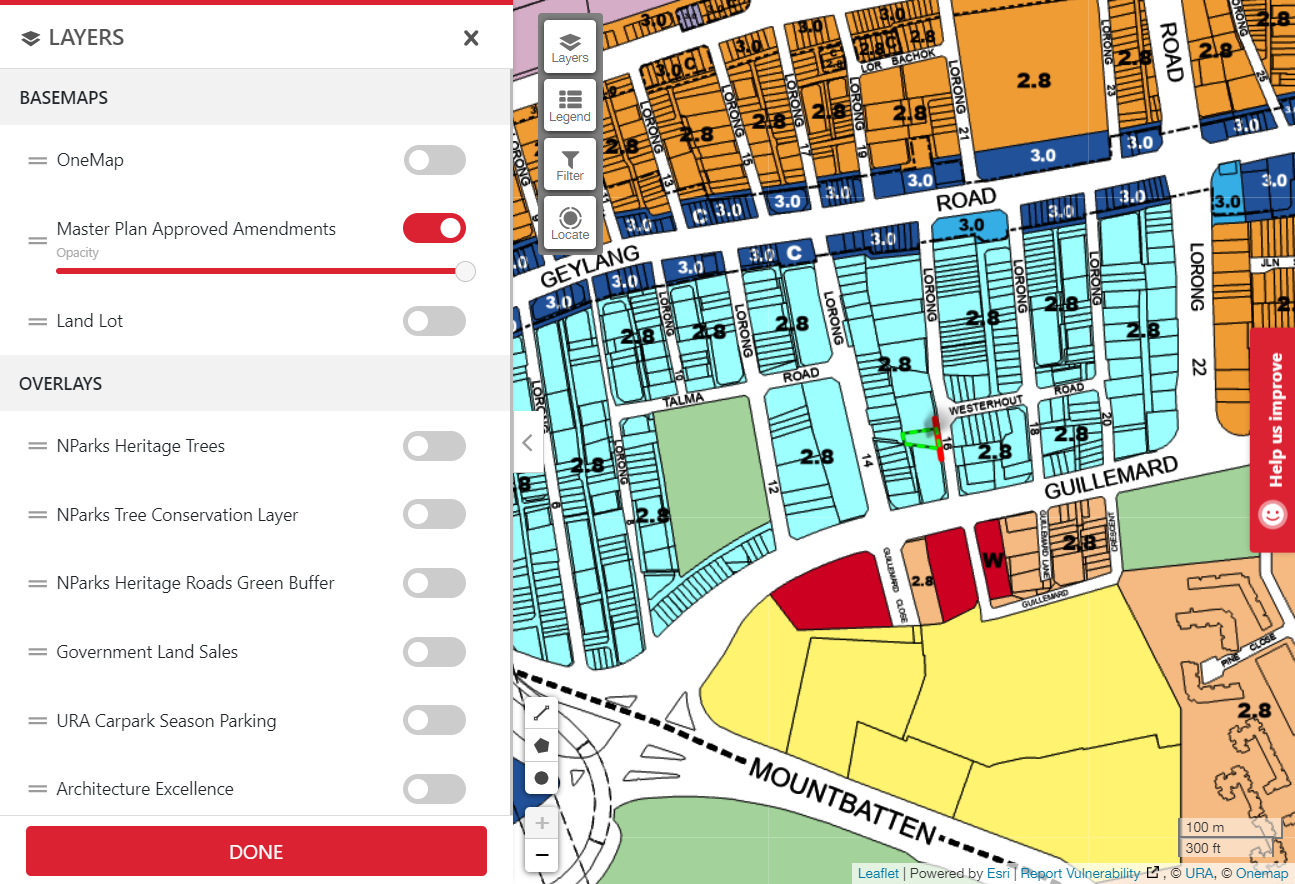 LAYERS
BASEMAPS
OneMap
Master Plan Approved Amendments
Opacity
Land Lot
OVERLAYS
NParks Heritage Trees
NParks Tree Conservation Layer
NParks Heritage Roads Green Buffer
Government Land Sales
URA Carpark Season Parking
Architecture Excellence
DONE
Layers
Legend
Filter
Locate
3.0
3.0
3.0
2.8
2.8
C
ROAD
2.8
3.0 C
3.0
C
2.8
LOR BACHOK
LORONG
23
2.8
2.8
25
LORONG
13
LORONG
15
LORONG
17
LORONG
19
LORONG
21
2.8
2.8
2.8
2.8
2.8
3.0
3.0
3.0
3.0
3.0
3.0
C 3.0
3.0
3.0
ROAD
3.0
3.0
3.0
3.0
3.0
GEYLANG
3.0
3.0
3.0
3.0 C
3.0
LORONG
10
LORONG
LORONG
LORONG
LORONG
LORONG
LORONG
22
JLN
2.8
2.8
2.8
2.8
2.8
2.8
2.8
TALMA
ROAD
WESTERHOUT
ROAD
LORONG
6
LORONG
8
12
14
16
18
20
2.8
2.8
2.8
2.8
2.8
2.8
GUILLEMARD
GUILLEMARD CLOSE
2.8
W
GUILLEMARD LANE
2.8
CRESCENT
GUILLEMARD
PINE CLOSE
2.8
MOUNTBATTEN
Help us improve
100 m
300 ft
Leaflet | Powered by Esri | Report Vulnerability , © URA, © Onemap